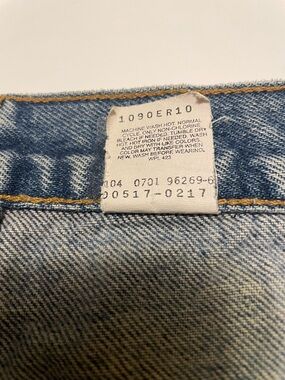 1090ER10
MACHINE WASH HOT, NORMAL
CYCLE, ONLY NON-CHLORINE
BLEACH IF NEEDED. TUMBLE DRY
HOT. HOT IRON IF NEEDED. WASH
AND DRY WITH LIKE COLORS.
COLOR MAY TRANSFER WHEN
NEW. WASH BEFORE WEARING.
WPL 423
104 0701 96269-6
00517-0217